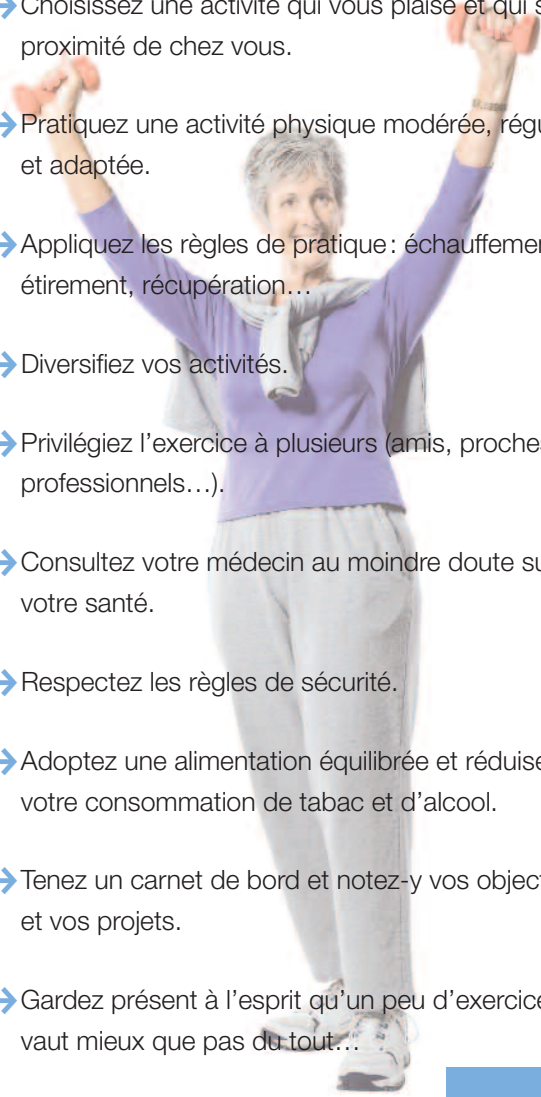 → Choisissez une activité qui vous plaise et qui s
proximité de chez vous.
→ Pratiquez une activité physique modérée, régu
et adaptée.
→ Appliquez les règles de pratique : échauffemen
étirement, récupération…
→ Diversifiez vos activités.
→ Privilégiez l’exercice à plusieurs (amis, proches
professionnels…).
→ Consultez votre médecin au moindre doute su
votre santé.
→ Respectez les règles de sécurité.
→ Adoptez une alimentation équilibrée et réduise
votre consommation de tabac et d’alcool.
→ Tenez un carnet de bord et notez-y vos object
et vos projets.
→ Gardez présent à l’esprit qu’un peu d’exercice
vaut mieux que pas du tout…